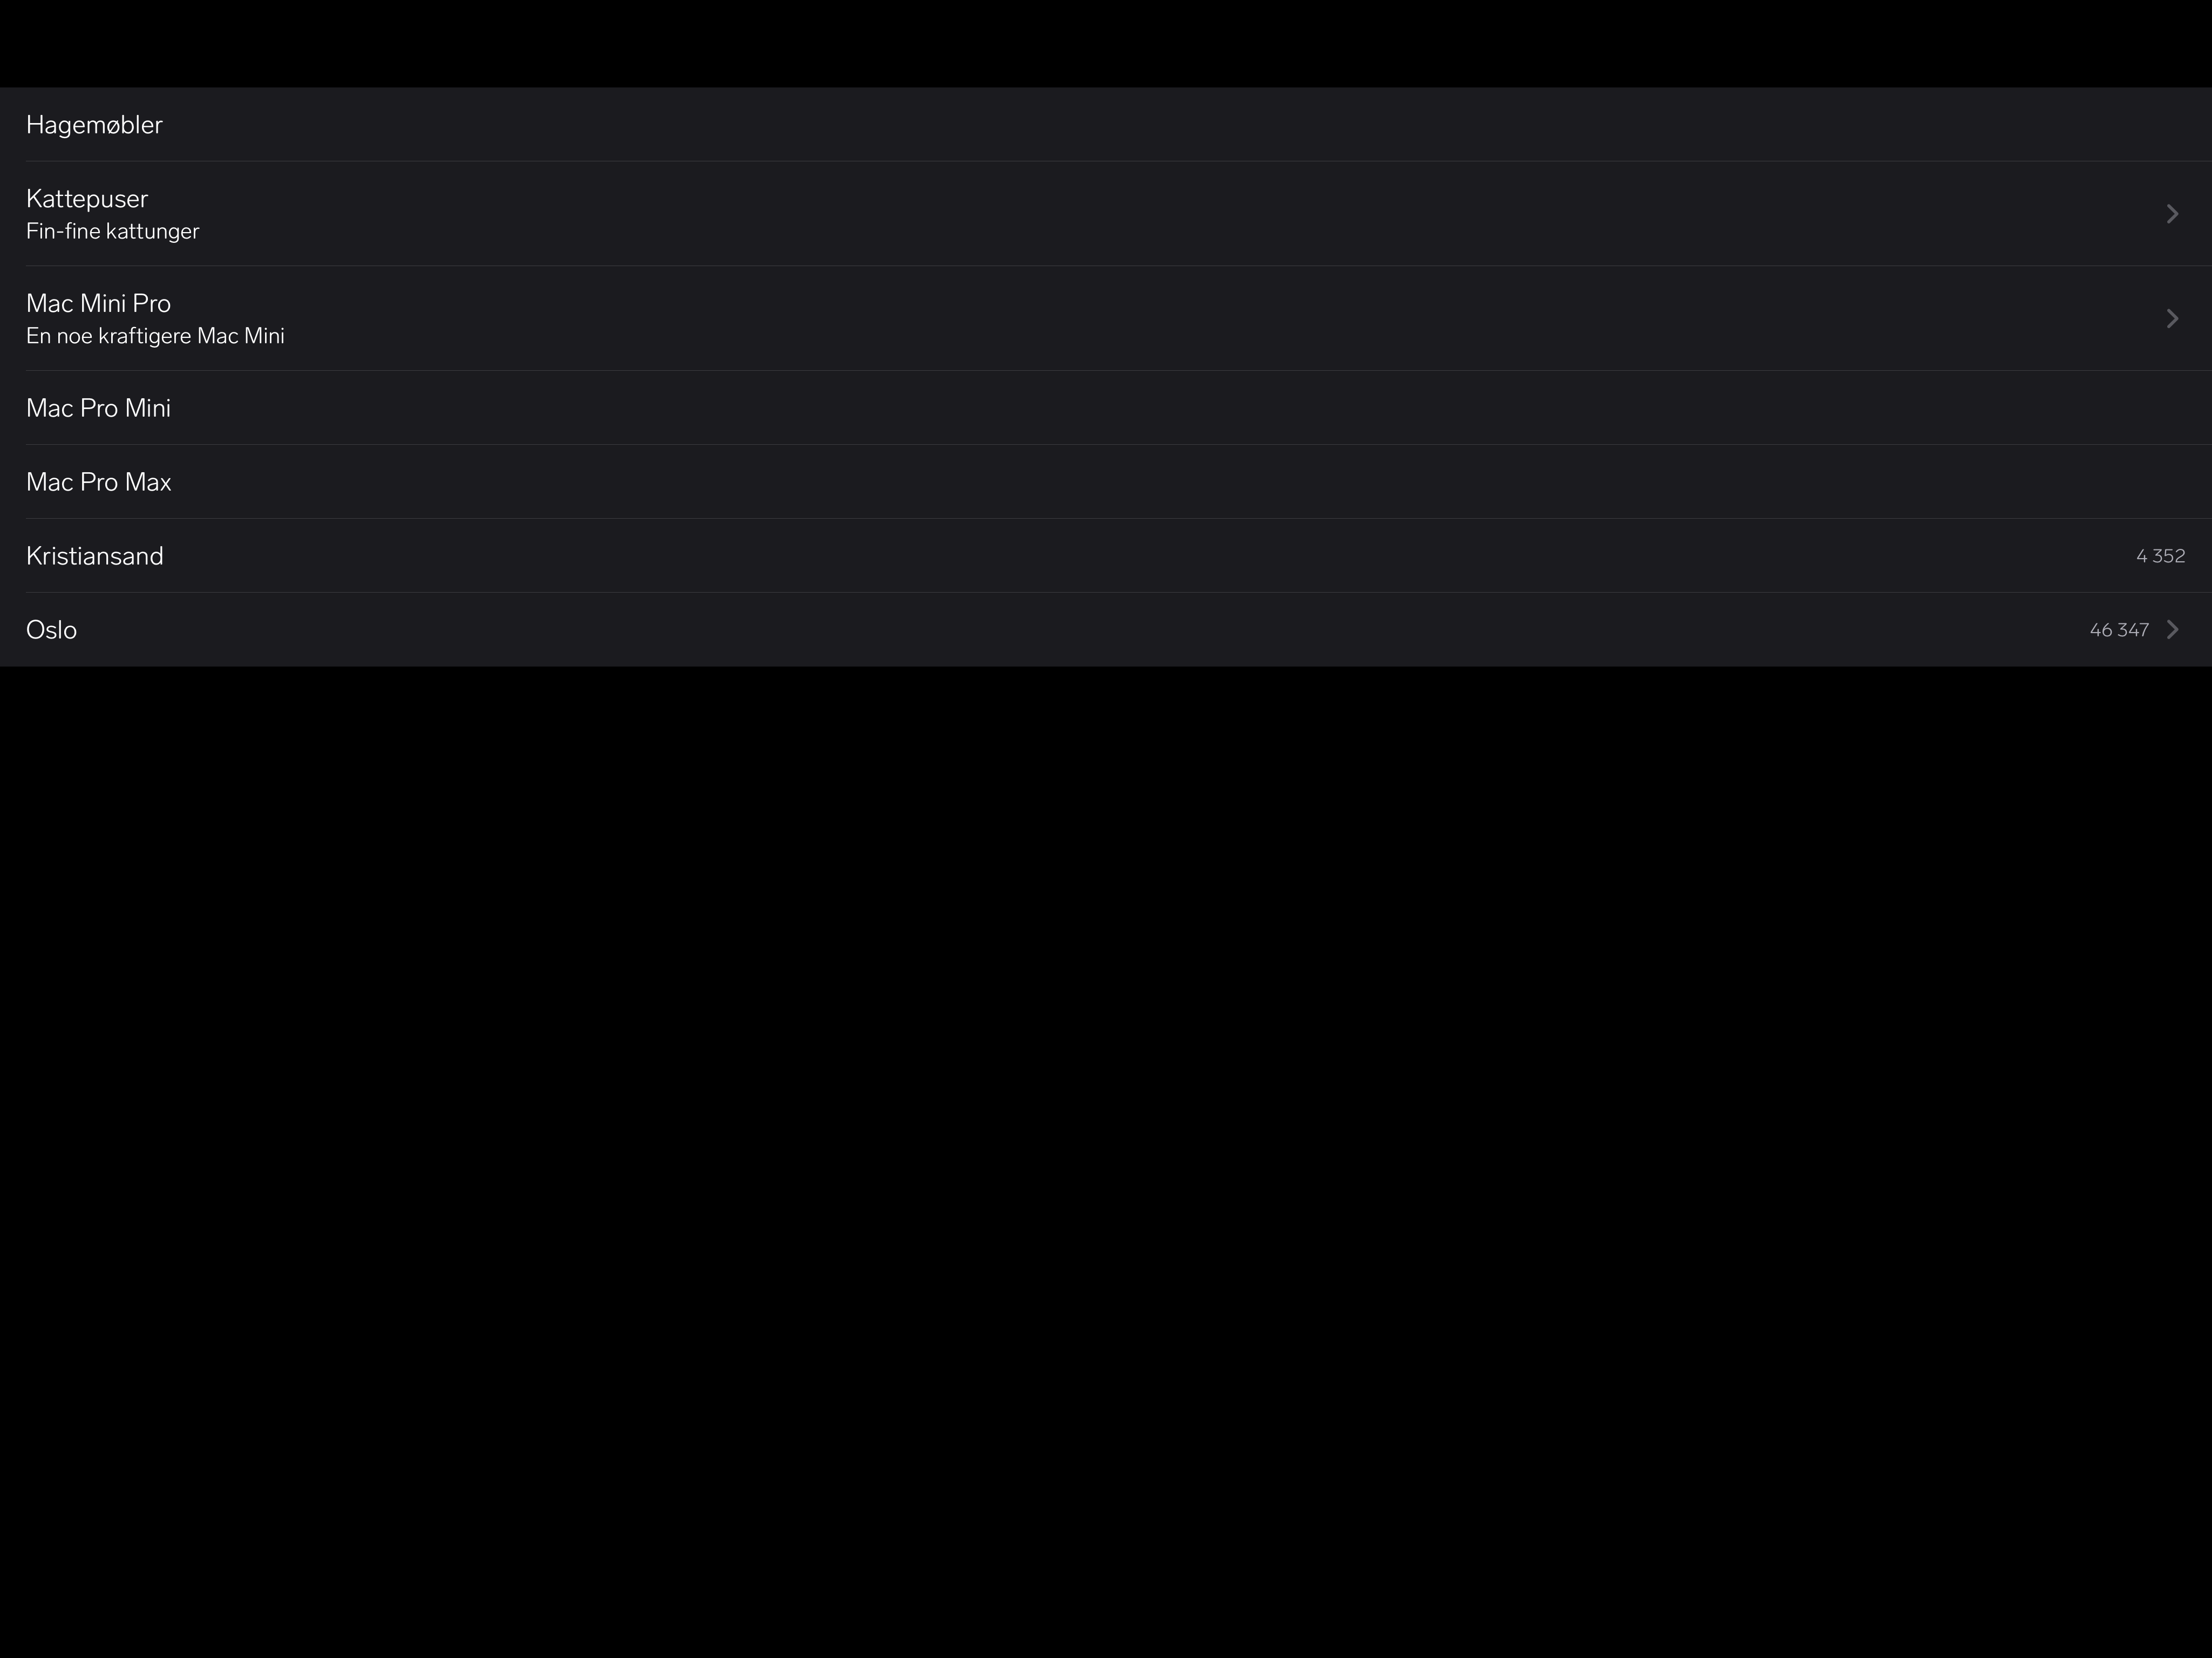 Hagemøbler
Kattepuser
Fin-fine kattunger
Mac Mini Pro
En noe kraftigere Mac Mini
Mac Pro Mini
Mac Pro Max
Kristiansand 4 352
Oslo 46 347